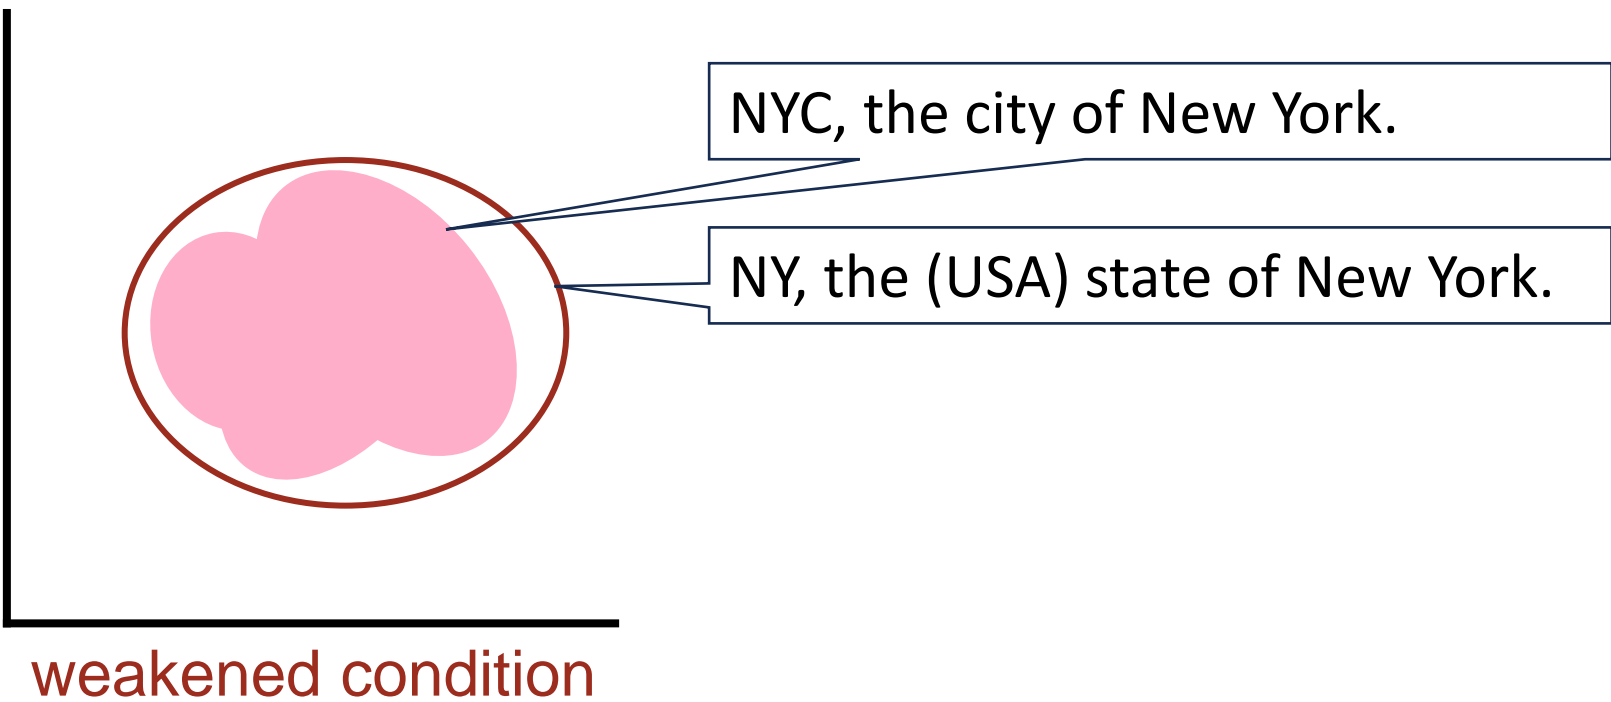 NYC, the city of New York.
NY, the (USA) state of New York.
weakened condition